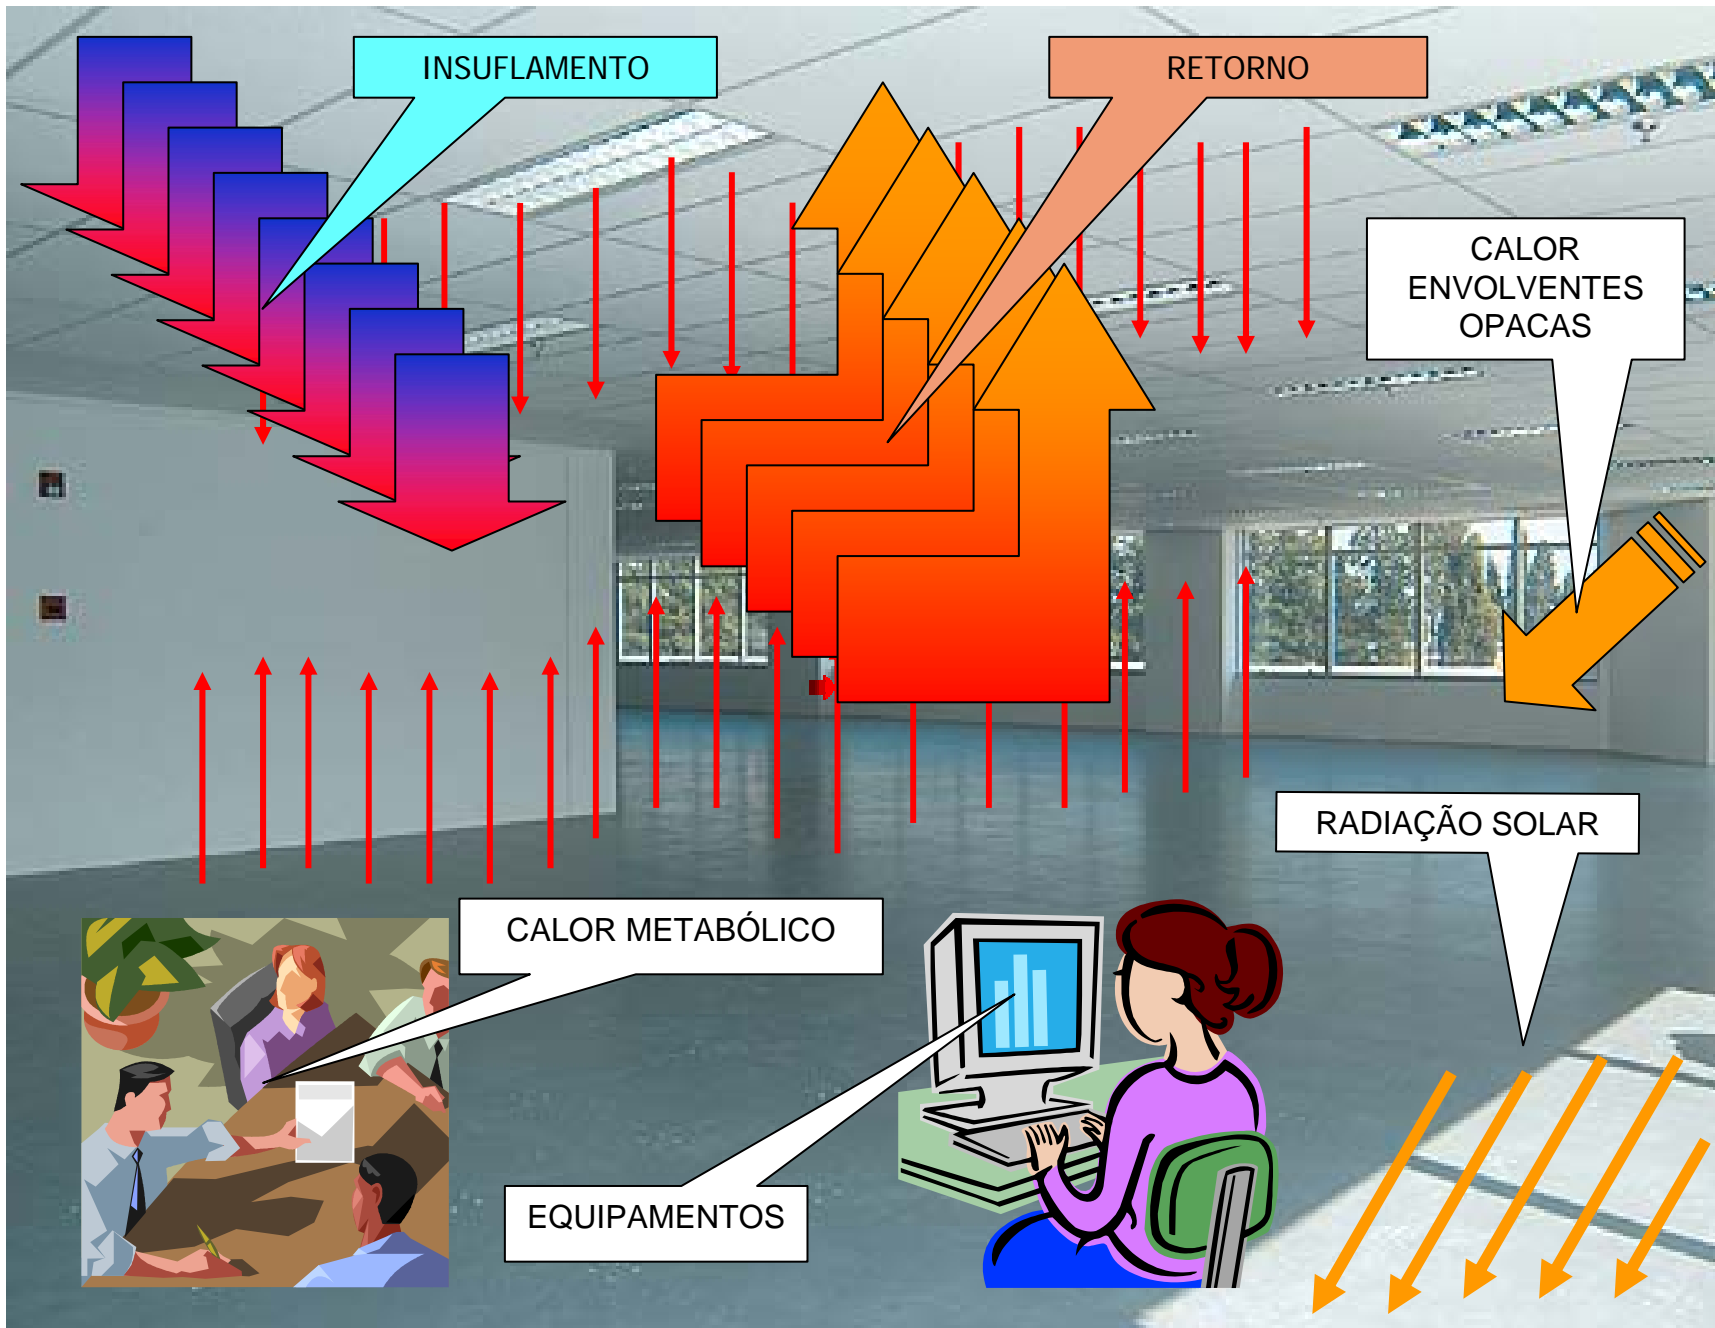 INSUFLAMENTO
RETORNO
CALOR
ENVOLVENTES
OPACAS
RADIAÇÃO SOLAR
CALOR METABÓLICO
EQUIPAMENTOS